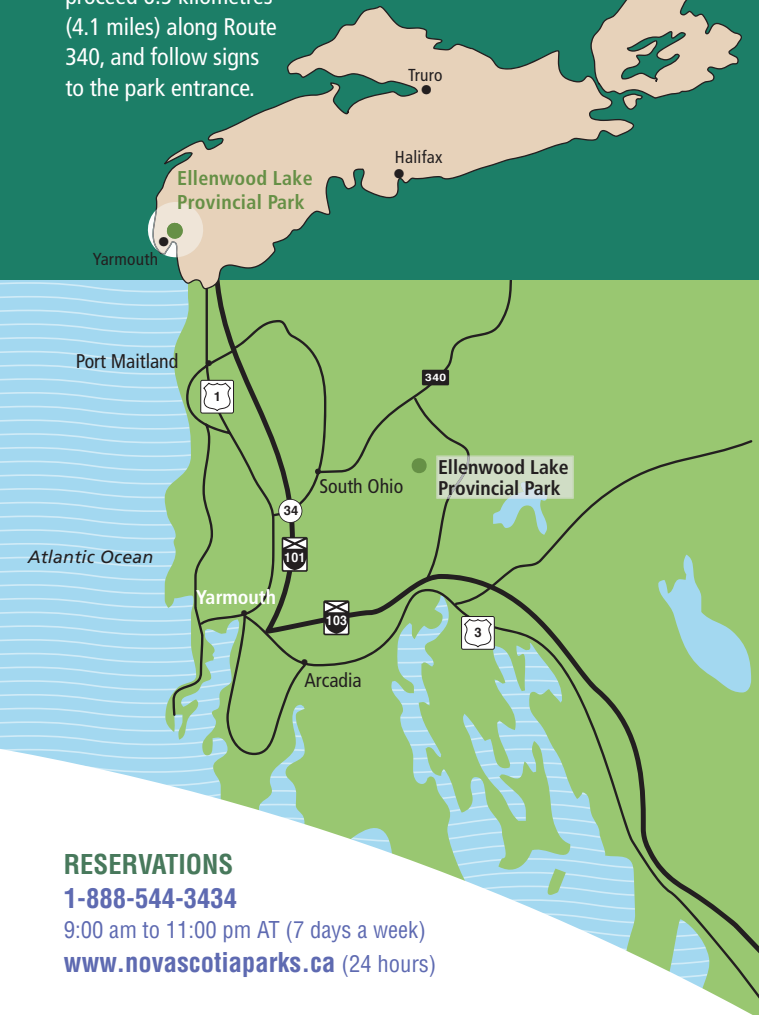 (4.1 miles) along Route
340, and follow signs
to the park entrance.
Truro
Halifax
Ellenwood Lake
Provincial Park
Yarmouth
Port Maitland
1
340
South Ohio
Ellenwood Lake
Provincial Park
34
101
Atlantic Ocean
Yarmouth
103
3
Arcadia
RESERVATIONS
1-888-544-3434
9:00 am to 11:00 pm AT (7 days a week)
www.novascotiaparks.ca (24 hours)